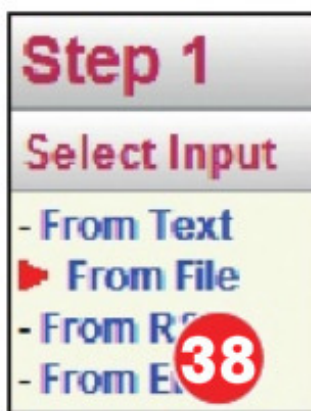 Step 1
Select Input
- From Text
From File
- From
- From
38